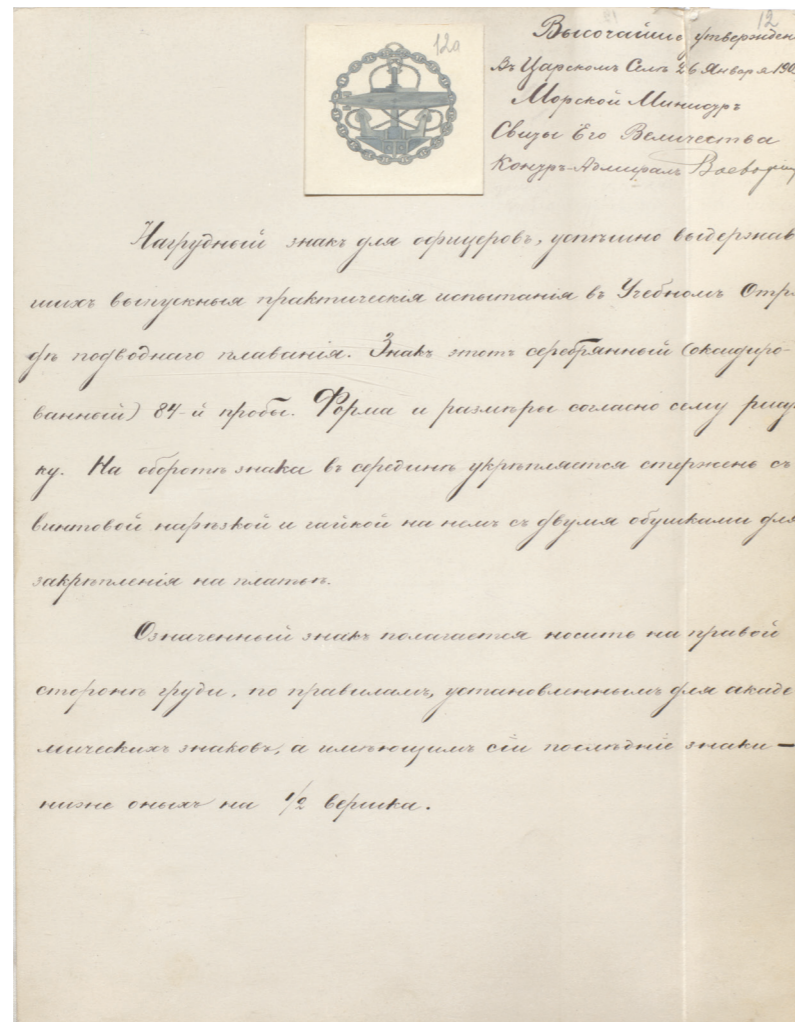 12
12а
Высочайше утвержден
Въ Царскомъ Селѣ 26 Января 190
Морской Министръ
Свиты Его Величества
Контръ-Адмиралъ Воеводскій
Нагрудный знакъ для офицеровъ, успѣшно выдержав
шихъ выпускныя практическія испытанія въ Учебномъ Отря
дѣ подводнаго плаванія. Знакъ этотъ серебрянный (оксидиро-
ванный) 84-й пробы. Форма и размѣры согласно сему рисун
ку. На оборотѣ знака въ серединѣ укрѣпляется стержень съ
винтовой нарѣзкой и гайкой на немъ съ двумя обушками для
закрѣпленія на платьѣ.
Означенный знакъ полагается носить на правой
сторонѣ груди, по правиламъ, установленнымъ для акаде
мическихъ знаковъ, а имѣющимъ сіи послѣдніе знаки —
ниже оныхъ на 1/2 вершка.